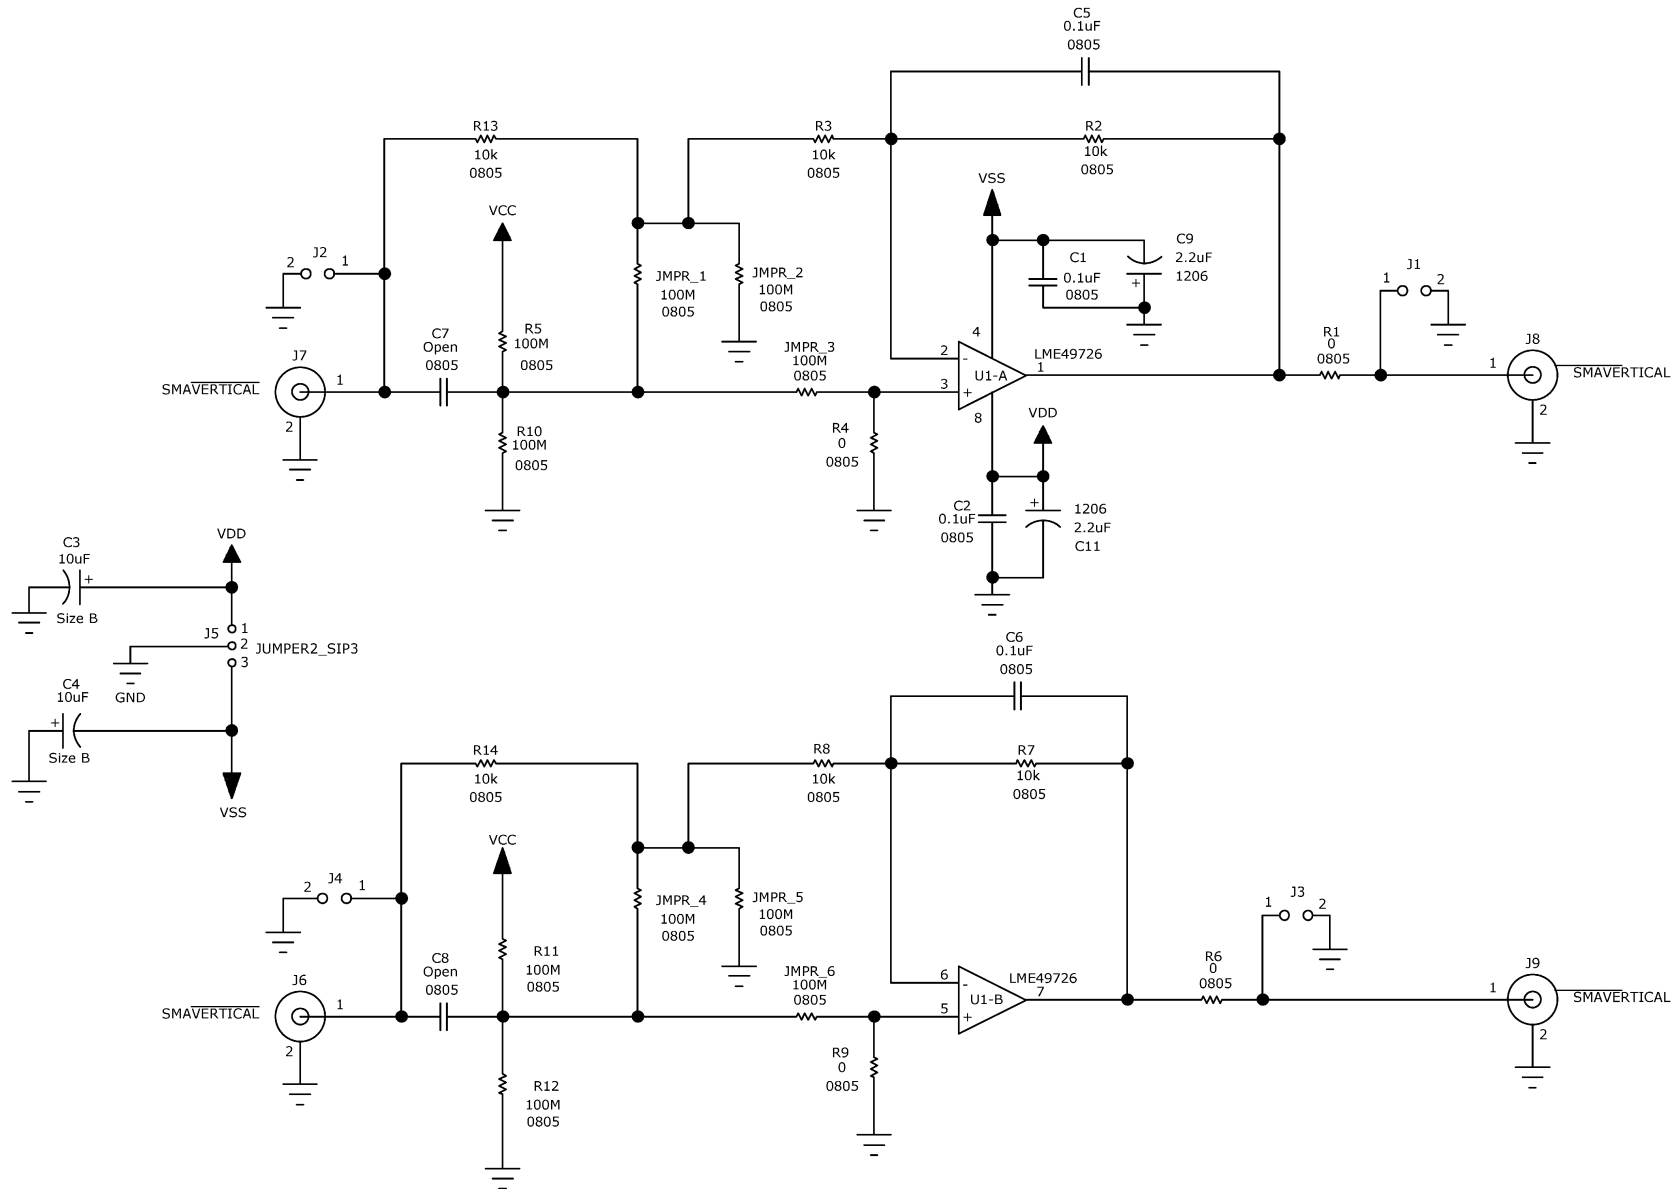 C5
0.1uF
0805
R13
10k
0805
R3
10k
0805
R2
10k
0805
VSS
VCC
J2
2
1
JMPR_1
100M
0805
JMPR_2
100M
0805
C1
0.1uF
0805
C9
2.2uF
1206
+
J1
1
2
C7
Open
0805
R5
100M
0805
JMPR_3
100M
0805
4
2
-
3
+
U1-A
LME49726
1
8
R1
0
0805
J7
SMAVERTICAL
1
2
J8
1
SMAVERTICAL
2
R10
100M
0805
R4
0
0805
VDD
C2
0.1uF
0805
+
1206
2.2uF
C11
C3
10uF
+
Size B
VDD
J5
1
2
3
JUMPER2_SIP3
GND
C4
10uF
+
Size B
VSS
C6
0.1uF
0805
R14
10k
0805
R8
10k
0805
R7
10k
0805
VCC
J4
2
1
JMPR_4
100M
0805
JMPR_5
100M
0805
J3
1
2
C8
Open
0805
R11
100M
0805
JMPR_6
100M
0805
6
-
5
+
U1-B
LME49726
7
R6
0
0805
J6
SMAVERTICAL
1
2
J9
1
SMAVERTICAL
2
R12
100M
0805
R9
0
0805